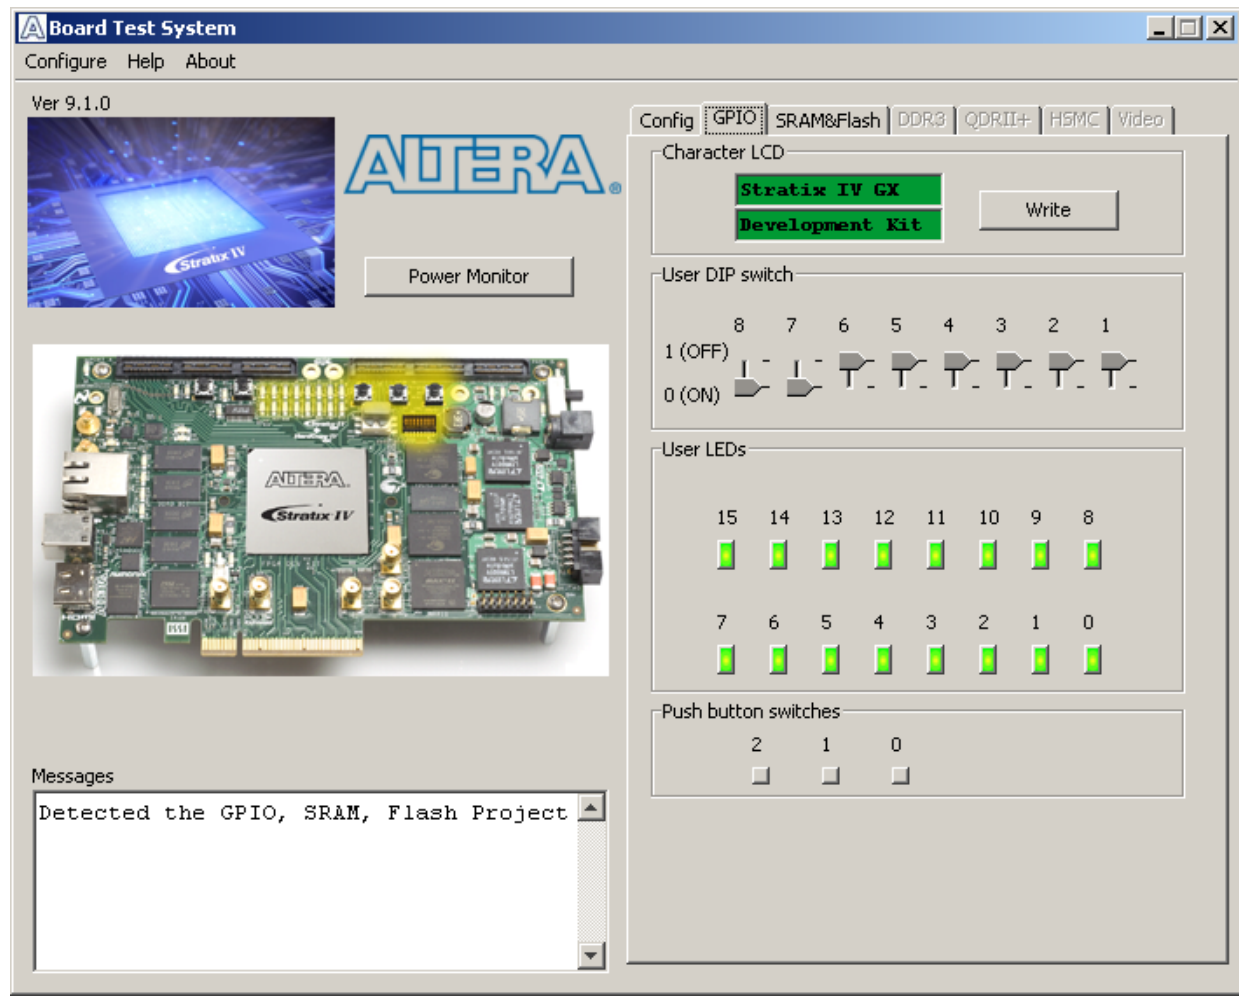 Board Test System
Configure Help About
Ver 9.1.0
Stratix IV
ALTERA®
Power Monitor
ALTERA
Stratix IV
Messages
Detected the GPIO, SRAM, Flash Project
Config GPIO SRAM&Flash DDR3 QDRII+ HSMC Video
Character LCD
Stratix IV GX
Development Kit
Write
User DIP switch
8 7 6 5 4 3 2 1
1 (OFF)
0 (ON)
User LEDs
15 14 13 12 11 10 9 8
7 6 5 4 3 2 1 0
Push button switches
2 1 0